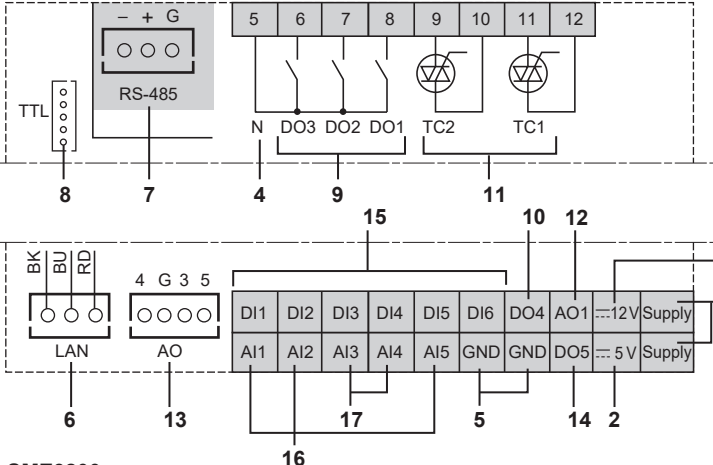 – + G 5 6 7 8 9 10 11 12
RS-485
TTL
N DO3 DO2 DO1 TC2 TC1
8 7 4 9 11
15 10 12
BK BU RD
4 G 3 5
DI1 DI2 DI3 DI4 DI5 DI6 DO4 AO1 12 V Supply
LAN AO
AI1 AI2 AI3 AI4 AI5 GND GND DO5 5 V Supply
6 13 17 5 14 2
16